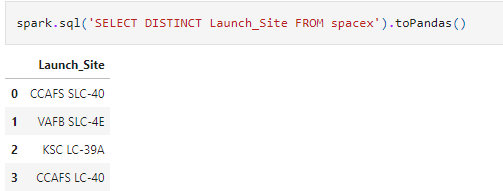 spark.sql('SELECT DISTINCT Launch_Site FROM spacex').toPandas()
Launch_Site
0 CCAFS SLC-40
1 VAFB SLC-4E
2 KSC LC-39A
3 CCAFS LC-40